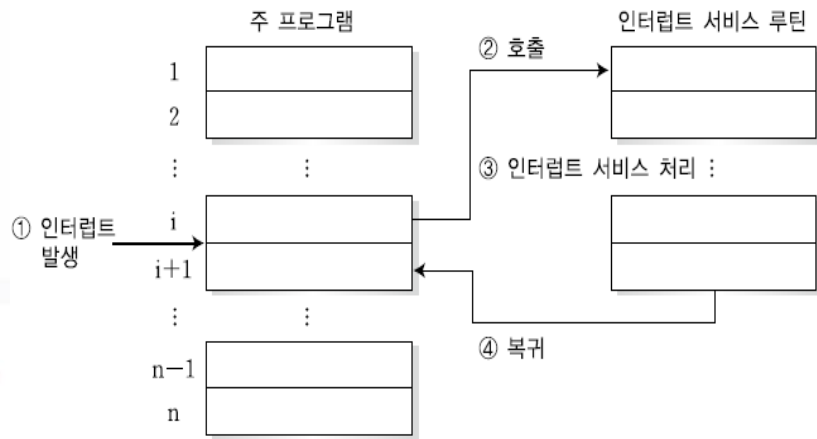 주 프로그램
인터럽트 서비스 루틴
1
2
⋮ ⋮
② 호출
③ 인터럽트 서비스 처리 ⋮
① 인터럽트
발생
i
i+1
⋮ ⋮
④ 복귀
n−1
n